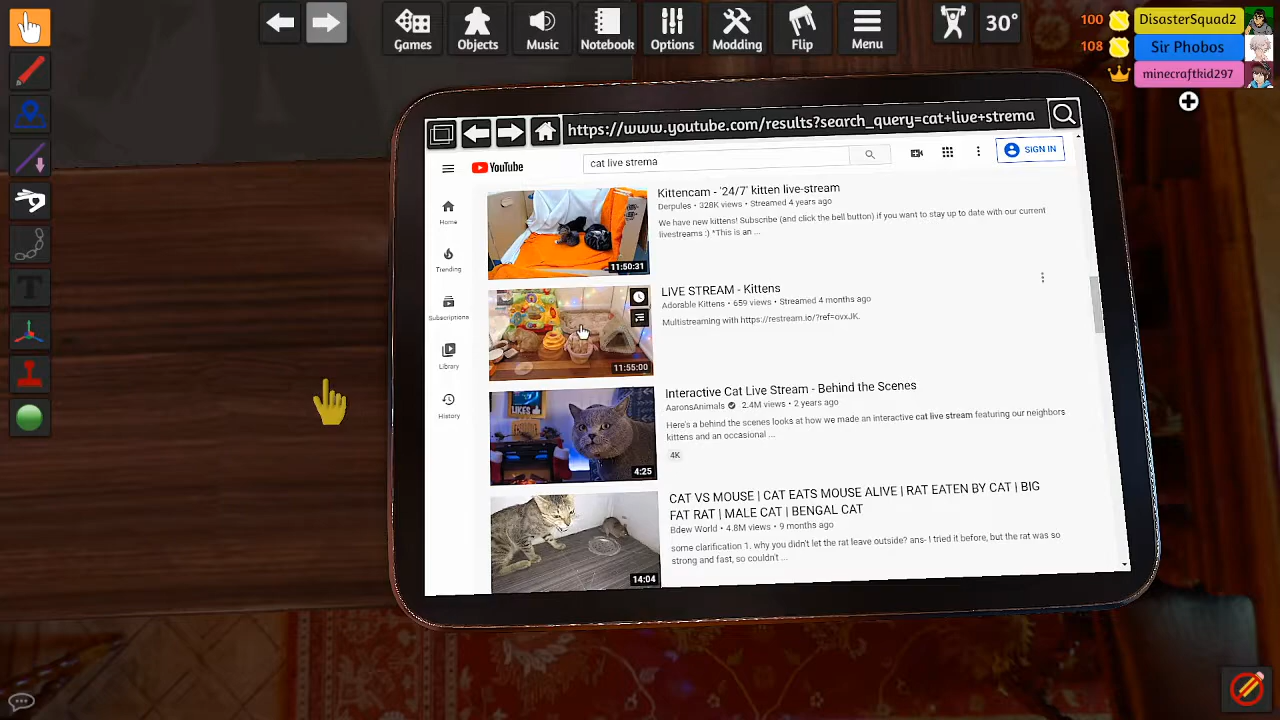 Games
Objects
Music
Notebook
Options
Modding
Flip
Menu
30°
100
DisasterSquad2
108
Sir Phobos
minecraftkid297
https://www.youtube.com/results?search_query=cat+live+strema
YouTube
cat live strema
SIGN IN
Home
Trending
Subscriptions
Library
History
Kittencam - '24/7' kitten live-stream
Derpules • 328K views • Streamed 4 years ago
We have new kittens! Subscribe (and click the bell button) if you want to stay up to date with our current
livestreams :) *This is an ...
11:50:31
LIVE STREAM - Kittens
Adorable Kittens • 659 views • Streamed 4 months ago
Multistreaming with https://restream.io/?ref=ovxJK.
11:55:00
Interactive Cat Live Stream - Behind the Scenes
AaronsAnimals 2.4M views • 2 years ago
Here's a behind the scenes looks at how we made an interactive cat live stream featuring our neighbors
kittens and an occasional ...
4K
LIKES
4:25
CAT VS MOUSE | CAT EATS MOUSE ALIVE | RAT EATEN BY CAT | BIG
FAT RAT | MALE CAT | BENGAL CAT
Bdew World • 4.8M views • 9 months ago
some clarification 1. why you didn't let the rat leave outside? ans- I tried it before, but the rat was so
strong and fast, so couldn't ...
14:04
T